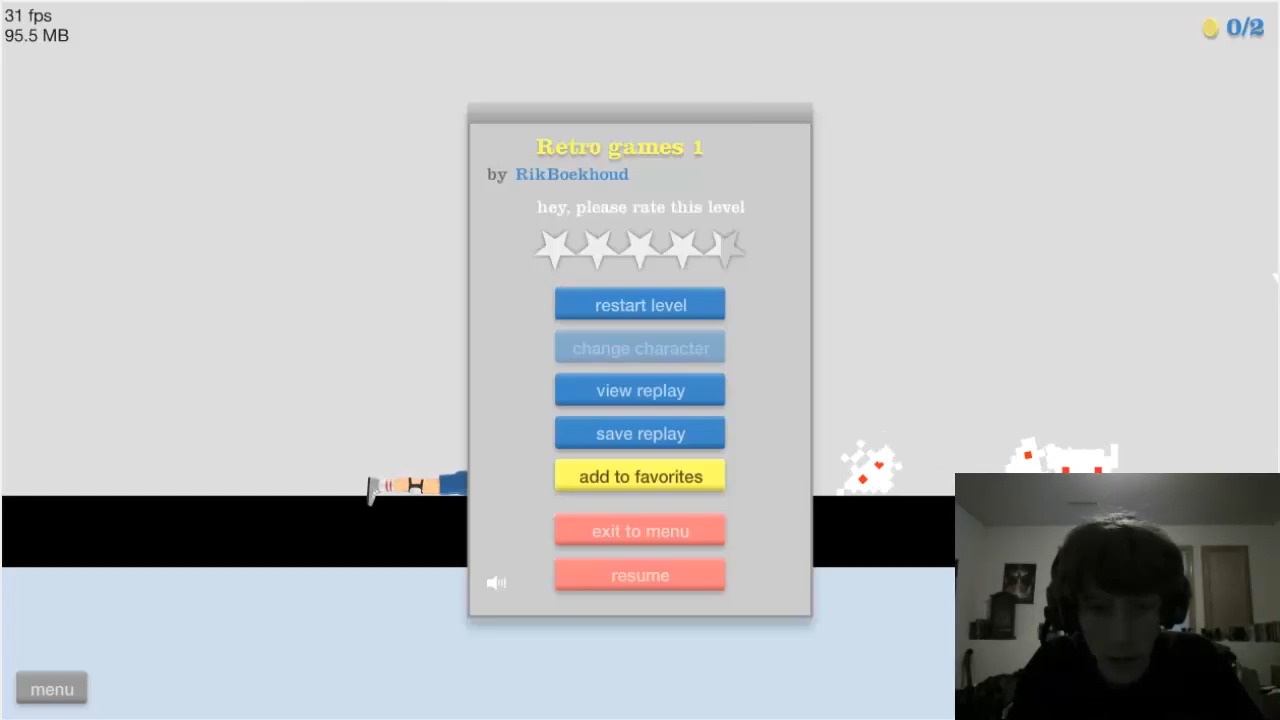 31 fps
95.5 MB
0/2
Retro games 1
by RikBoekhoud
hey, please rate this level
restart level
change character
view replay
save replay
add to favorites
exit to menu
resume
menu